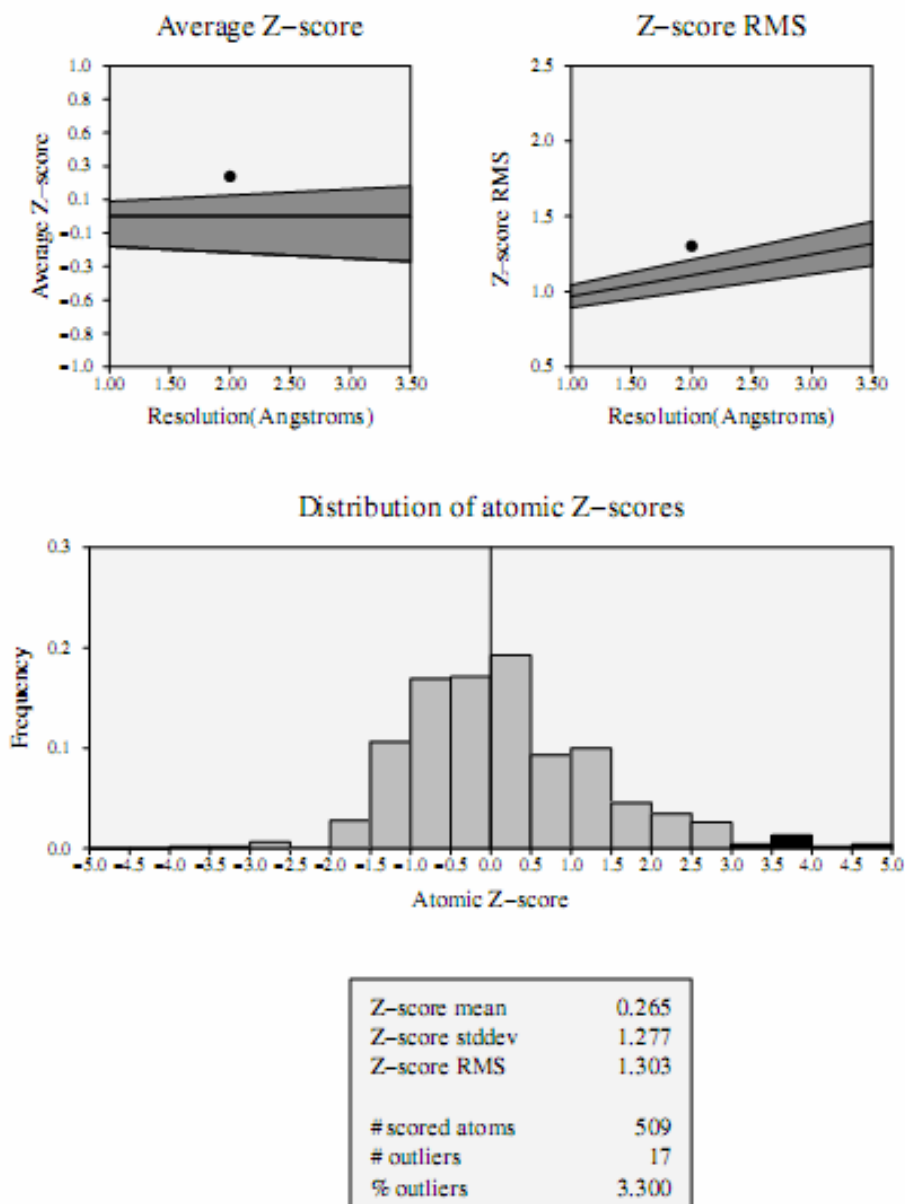 Average Z-score
Z-score RMS
1.0
0.8
0.6
0.3
0.1
-0.1
-0.3
-0.6
-0.8
-1.0
Average Z-score
1.00 1.50 2.00 2.50 3.00 3.50
Resolution(Angstroms)
2.5
2.0
1.5
1.0
0.5
Z-score RMS
1.00 1.50 2.00 2.50 3.00 3.50
Resolution(Angstroms)
Distribution of atomic Z-scores
0.3
0.2
0.1
0.0
Frequency
-5.0 -4.5 -4.0 -3.5 -3.0 -2.5 -2.0 -1.5 -1.0 -0.5 0.0 0.5 1.0 1.5 2.0 2.5 3.0 3.5 4.0 4.5 5.0
Atomic Z-score
Z-score mean 0.265
Z-score stddev 1.277
Z-score RMS 1.303
# scored atoms 509
# outliers 17
% outliers 3.300